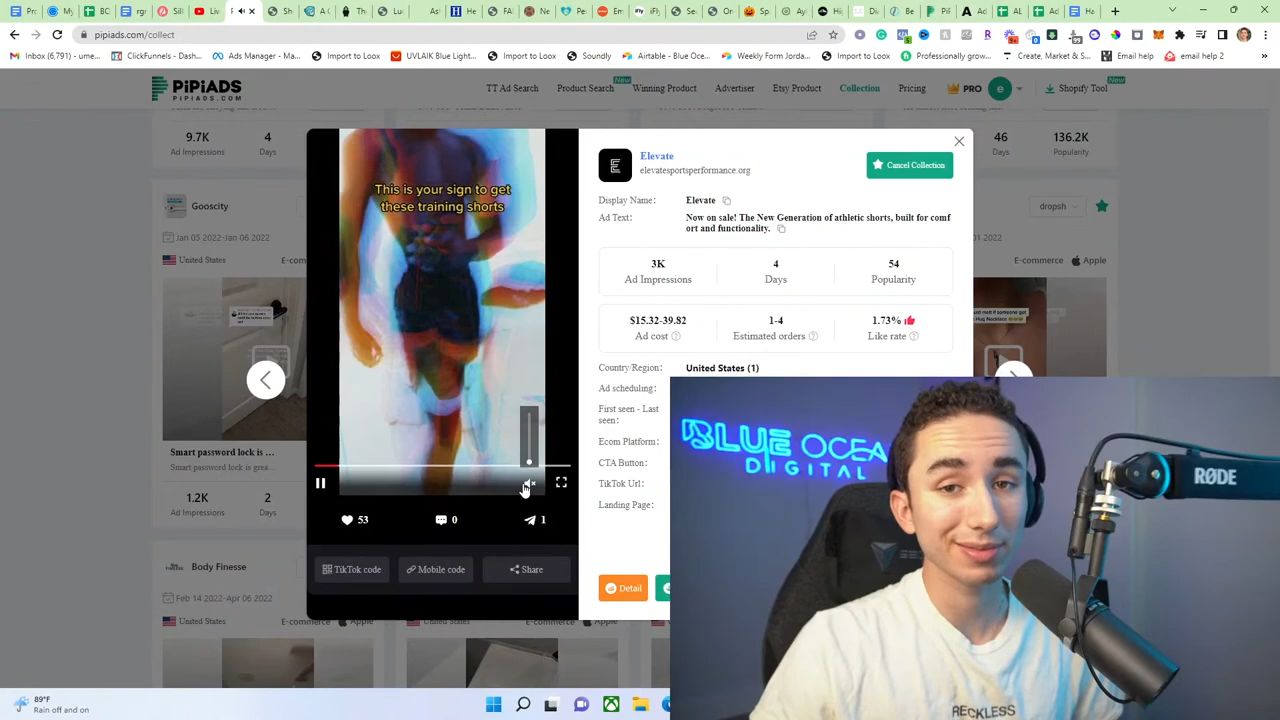 pipiads.com/collect
Inbox (6,791) - ume...
ClickFunnels - Dash...
Ads Manager - Ma...
Import to Loox
UVLAIK Blue Light...
Import to Loox
Soundly
Airtable - Blue Oce...
Weekly Form Jorda...
Import to Loox
Professionally grow...
Create, Market & S...
Email help
email help 2
PiPiADS
PIPIADS.COM
TT Ad Search
Product Search
New
Winning Product
Advertiser
Etsy Product
Collection
Pricing
PRO
e
Shopify Tool
New
9.7K
4
Ad Impressions
Days
46
136.2K
Days
Popularity
Gooscity
dropsh
Jan 05 2022-Jan 06 2022
United States
E-com
E-commerce
Apple
Smart password lock is ...
Smart password lock is grea
1.2K
2
Ad Impressions
Days
Body Finesse
Feb 14 2022-Apr 06 2022
United States
E-commerce
Apple
This is your sign to get
these training shorts
53
0
1
TikTok code
Mobile code
Share
Elevate
elevatesportsperformance.org
Cancel Collection
Display Name:
Elevate
Ad Text:
Now on sale! The New Generation of athletic shorts, built for comf
ort and functionality.
3K
4
54
Ad Impressions
Days
Popularity
$15.32-39.82
1-4
1.73%
Ad cost
Estimated orders
Like rate
Country/Region:
United States (1)
Ad scheduling:
First seen - Last
seen:
Ecom Platform:
CTA Button:
TikTok Url:
Landing Page:
Detail
BLUE OCEA
DIGITAL
RØDE
RECKLESS
89°F
Rain off and on